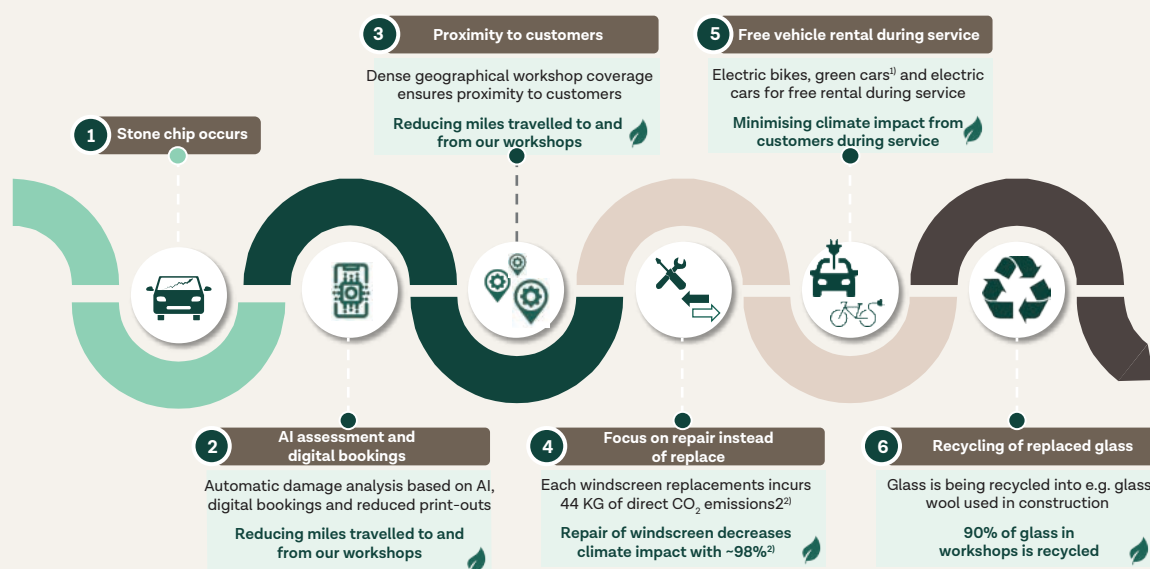 1
Stone chip occurs
2
AI assessment and
digital bookings
Automatic damage analysis based on AI,
digital bookings and reduced print-outs
Reducing miles travelled to and
from our workshops
3
Proximity to customers
Dense geographical workshop coverage
ensures proximity to customers
Reducing miles travelled to and
from our workshops
4
Focus on repair instead
of replace
Each windscreen replacements incurs
44 KG of direct CO₂ emissions2²⁾
Repair of windscreen decreases
climate impact with ~98%²⁾
5
Free vehicle rental during service
Electric bikes, green cars¹⁾ and electric
cars for free rental during service
Minimising climate impact from
customers during service
6
Recycling of replaced glass
Glass is being recycled into e.g. glass
wool used in construction
90% of glass in
workshops is recycled